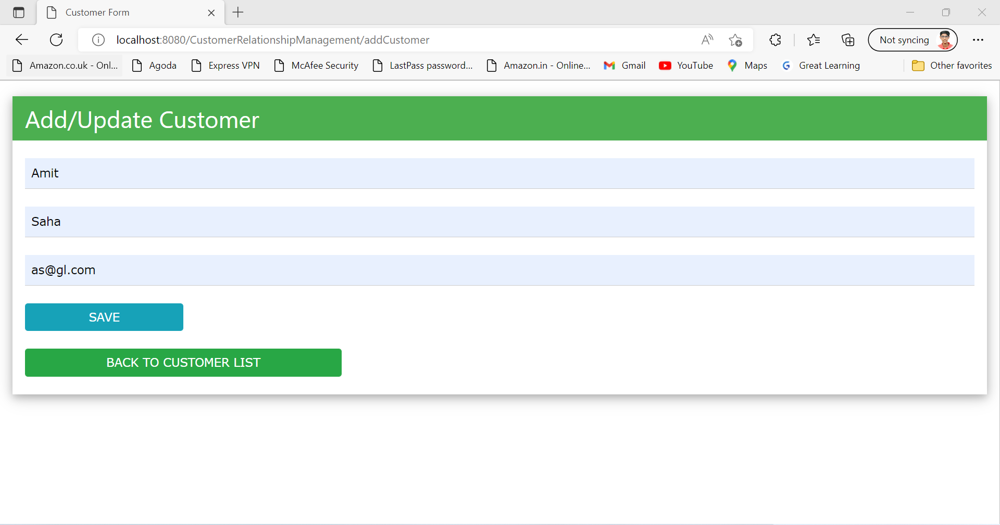 Customer Form
localhost:8080/CustomerRelationshipManagement/addCustomer
Not syncing
Amazon.co.uk - Onl... Agoda Express VPN McAfee Security LastPass password... Amazon.in - Online... Gmail YouTube Maps Great Learning Other favorites
Add/Update Customer
Amit
Saha
as@gl.com
SAVE
BACK TO CUSTOMER LIST